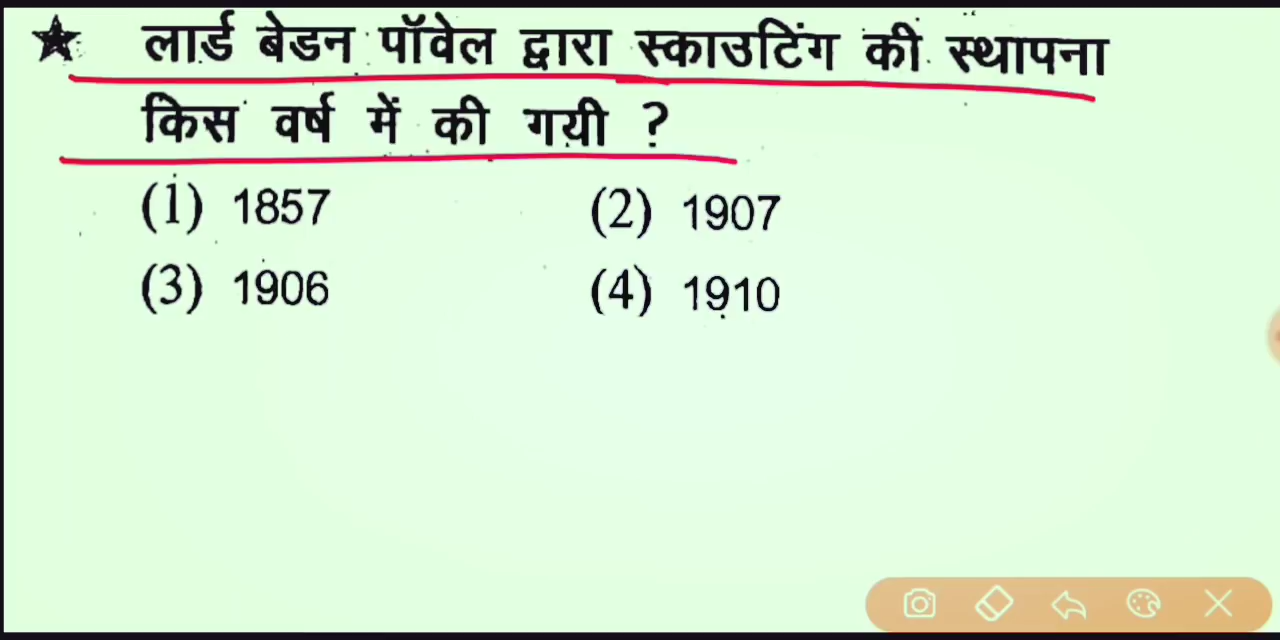 ★ लार्ड बेडन पॉवेल द्वारा स्काउटिंग की स्थापना
किस वर्ष में की गयी ?
(1) 1857 (2) 1907
(3) 1906 (4) 1910